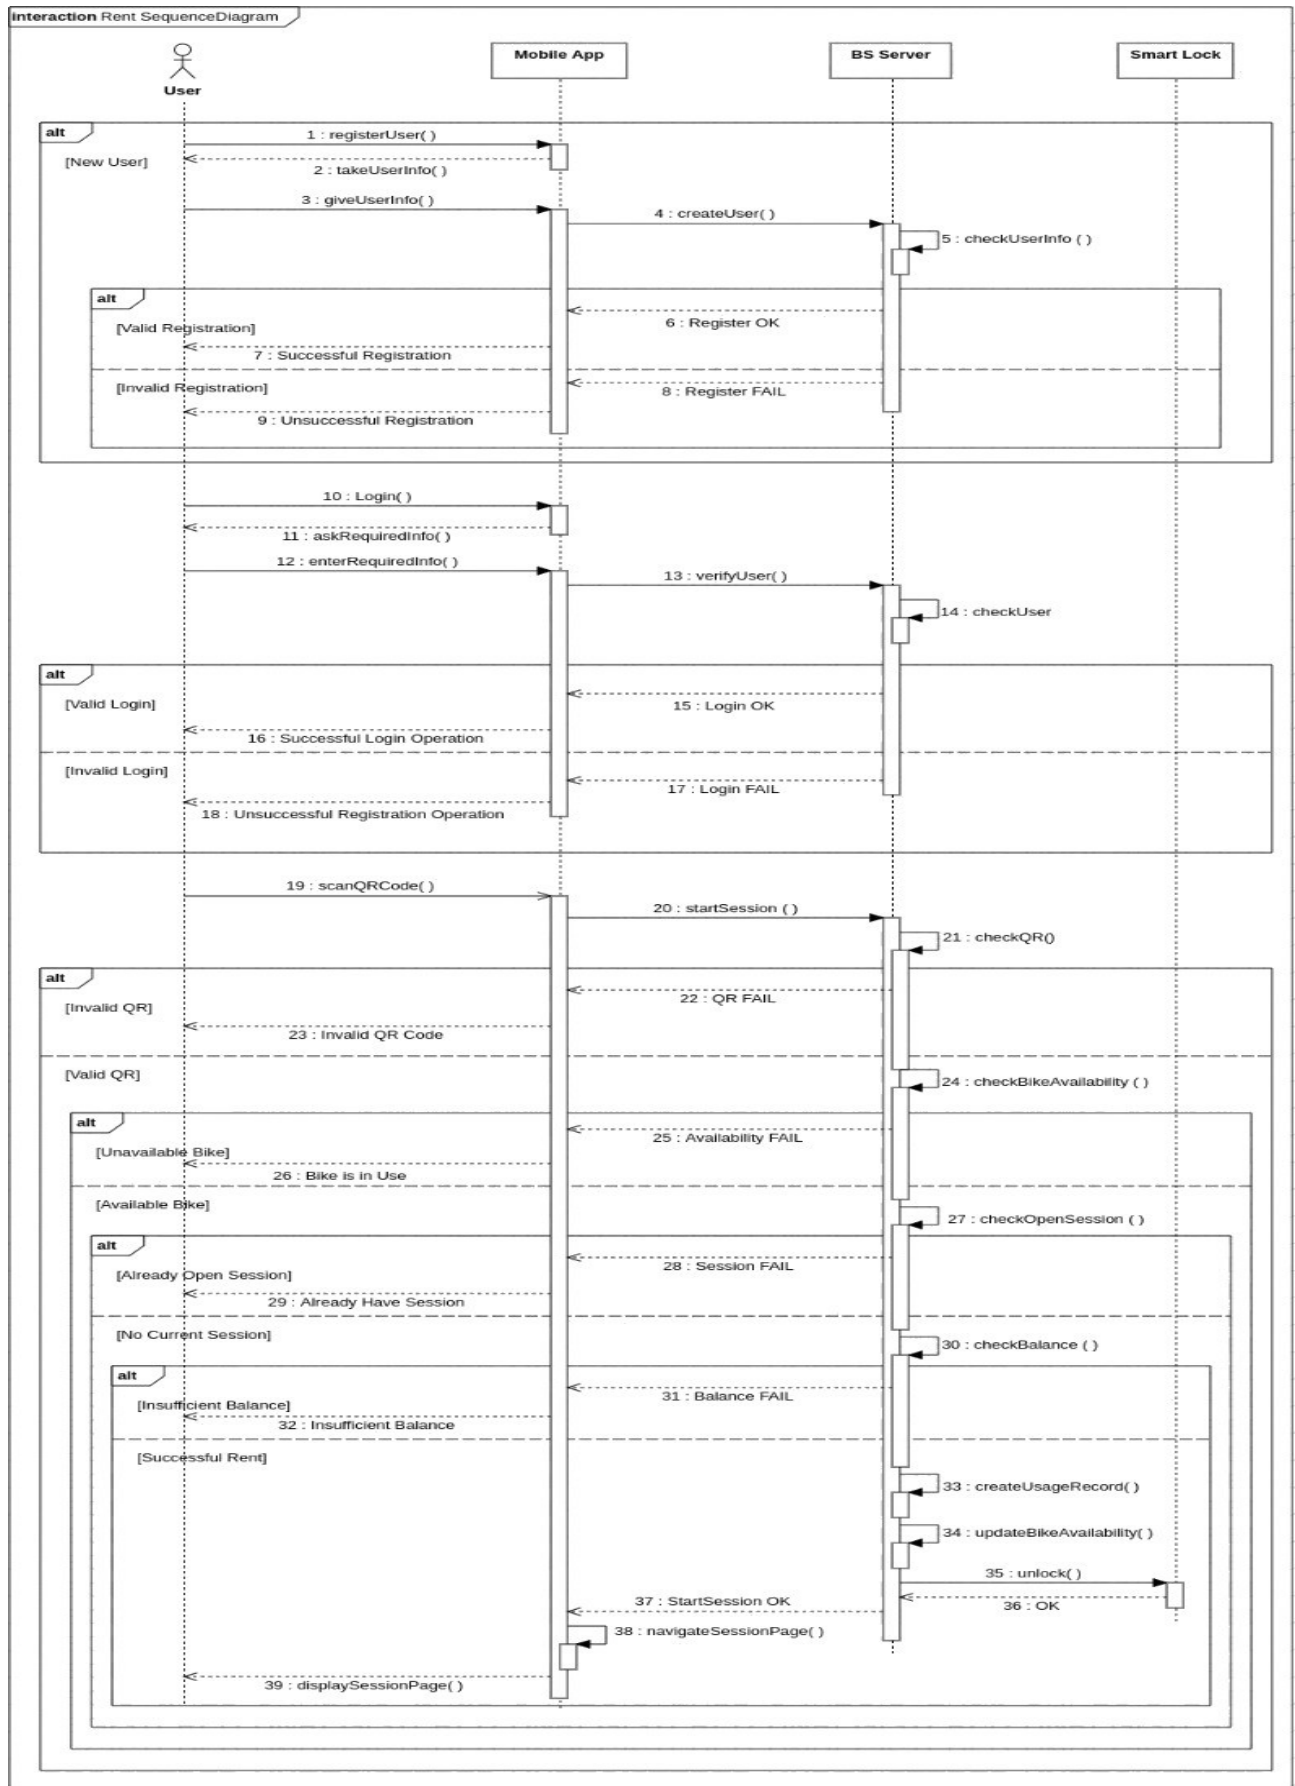 interaction Rent SequenceDiagram
User
Mobile App
BS Server
Smart Lock
alt
1 : registerUser( )
[New User]
2 : takeUserInfo( )
3 : giveUserInfo( )
4 : createUser( )
5 : checkUserInfo ( )
alt
6 : Register OK
[Valid Registration]
7 : Successful Registration
[Invalid Registration]
8 : Register FAIL
9 : Unsuccessful Registration
10 : Login( )
11 : askRequiredInfo( )
12 : enterRequiredInfo( )
13 : verifyUser( )
14 : checkUser
alt
[Valid Login]
15 : Login OK
16 : Successful Login Operation
[Invalid Login]
17 : Login FAIL
18 : Unsuccessful Registration Operation
19 : scanQRCode( )
20 : startSession ( )
21 : checkQR()
alt
22 : QR FAIL
[Invalid QR]
23 : Invalid QR Code
[Valid QR]
24 : checkBikeAvailability ( )
alt
25 : Availability FAIL
[Unavailable Bike]
26 : Bike is in Use
[Available Bike]
27 : checkOpenSession ( )
alt
28 : Session FAIL
[Already Open Session]
29 : Already Have Session
[No Current Session]
30 : checkBalance ( )
alt
31 : Balance FAIL
[Insufficient Balance]
32 : Insufficient Balance
[Successful Rent]
33 : createUsageRecord( )
34 : updateBikeAvailability( )
35 : unlock( )
36 : OK
37 : StartSession OK
38 : navigateSessionPage( )
39 : displaySessionPage( )